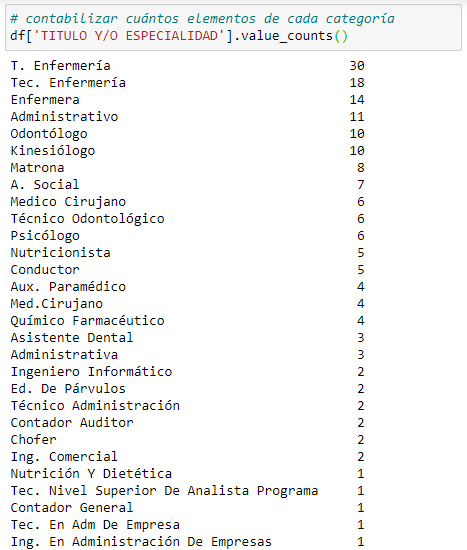 # contabilizar cuántos elementos de cada categoría
df['TITULO Y/O ESPECIALIDAD'].value_counts()
T. Enfermería 30
Tec. Enfermería 18
Enfermera 14
Administrativo 11
Odontólogo 10
Kinesiólogo 10
Matrona 8
A. Social 7
Medico Cirujano 6
Técnico Odontológico 6
Psicólogo 6
Nutricionista 5
Conductor 5
Aux. Paramédico 4
Med.Cirujano 4
Químico Farmacéutico 4
Asistente Dental 3
Administrativa 3
Ingeniero Informático 2
Ed. De Párvulos 2
Técnico Administración 2
Contador Auditor 2
Chofer 2
Ing. Comercial 2
Nutrición Y Dietética 1
Tec. Nivel Superior De Analista Programa 1
Contador General 1
Tec. En Adm De Empresa 1
Ing. En Administración De Empresas 1